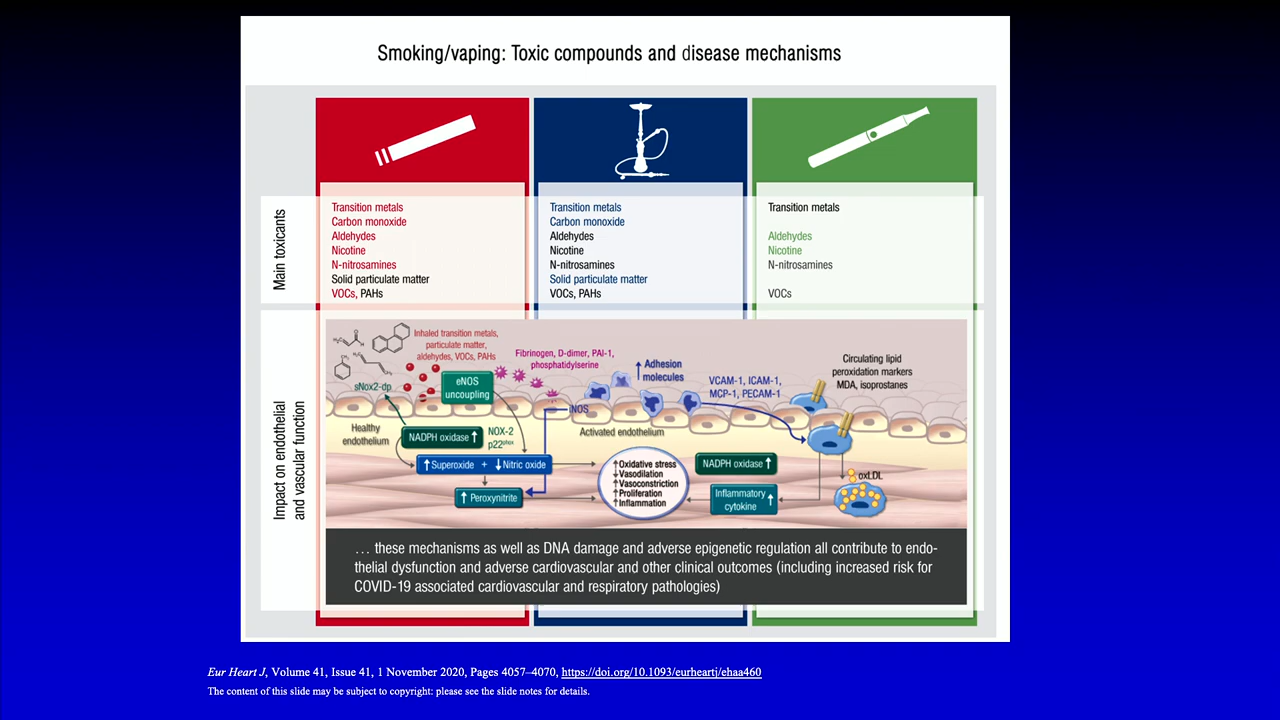 Smoking/vaping: Toxic compounds and disease mechanisms
Main toxicants
Transition metals
Carbon monoxide
Aldehydes
Nicotine
N-nitrosamines
Solid particulate matter
VOCs, PAHs
Transition metals
Carbon monoxide
Aldehydes
Nicotine
N-nitrosamines
Solid particulate matter
VOCs, PAHs
Transition metals
Aldehydes
Nicotine
N-nitrosamines
VOCs
Impact on endothelial
and vascular function
Inhaled transition metals,
particulate matter,
aldehydes, VOCs, PAHs
Fibrinogen, D-dimer, PAI-1,
phosphatidylserine
Adhesion
molecules
VCAM-1, ICAM-1,
MCP-1, PECAM-1
Circulating lipid
peroxidation markers
MDA, isoprostanes
sNox2-dp
eNOS
uncoupling
iNOS
Healthy
endothelium
NADPH oxidase
NOX-2
p22phox
Activated endothelium
Superoxide + Nitric oxide
Peroxynitrite
Oxidative stress
Vasodilation
Vasoconstriction
Proliferation
Inflammation
NADPH oxidase
Inflammatory
cytokine
oxLDL
… these mechanisms as well as DNA damage and adverse epigenetic regulation all contribute to endo-
thelial dysfunction and adverse cardiovascular and other clinical outcomes (including increased risk for
COVID-19 associated cardiovascular and respiratory pathologies)
Eur Heart J, Volume 41, Issue 41, 1 November 2020, Pages 4057–4070, https://doi.org/10.1093/eurheartj/ehaa460
The content of this slide may be subject to copyright: please see the slide notes for details.